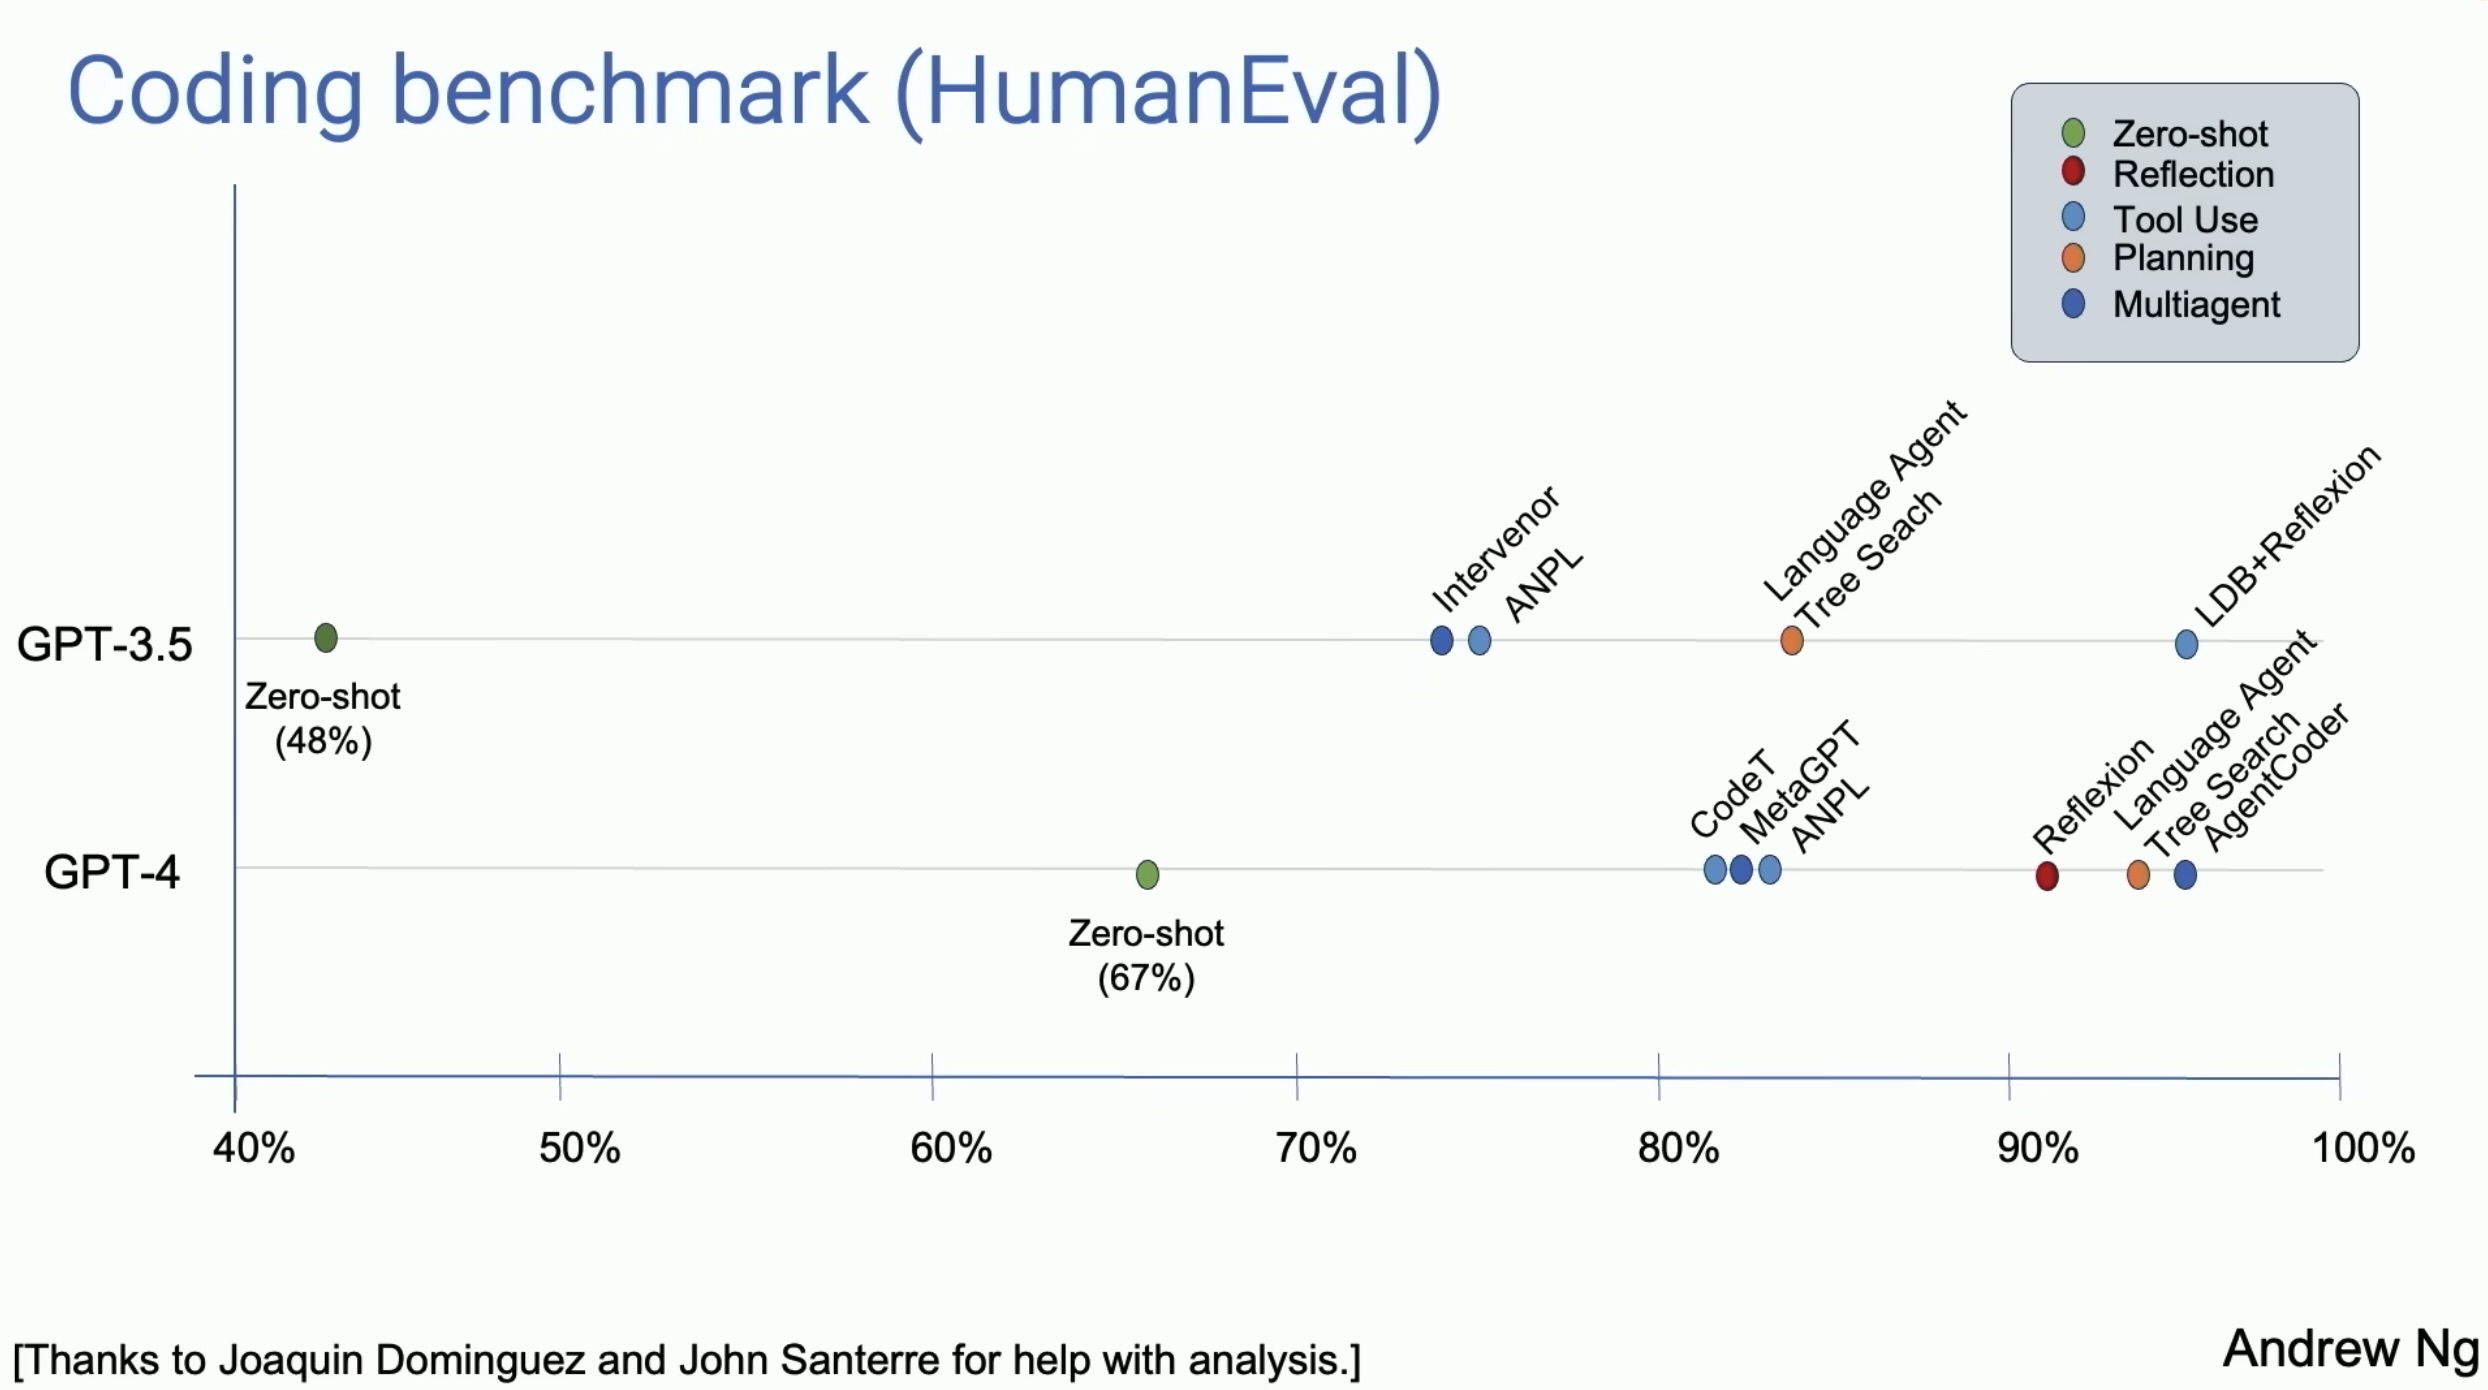 Coding benchmark (HumanEval)
Zero-shot
Reflection
Tool Use
Planning
Multiagent
Intervenor
ANPL
Language Agent
Tree Seach
LDB+Reflexion
GPT-3.5
Zero-shot
(48%)
CodeT
MetaGPT
ANPL
Reflexion
Language Agent
Tree Search
AgentCoder
GPT-4
Zero-shot
(67%)
40% 50% 60% 70% 80% 90% 100%
[Thanks to Joaquin Dominguez and John Santerre for help with analysis.]
Andrew Ng